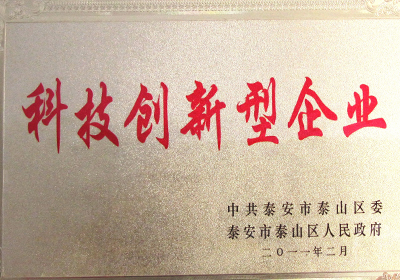 科技创新型企业
中共泰安市泰山区委
泰安市泰山区人民政府
二〇一一年二月